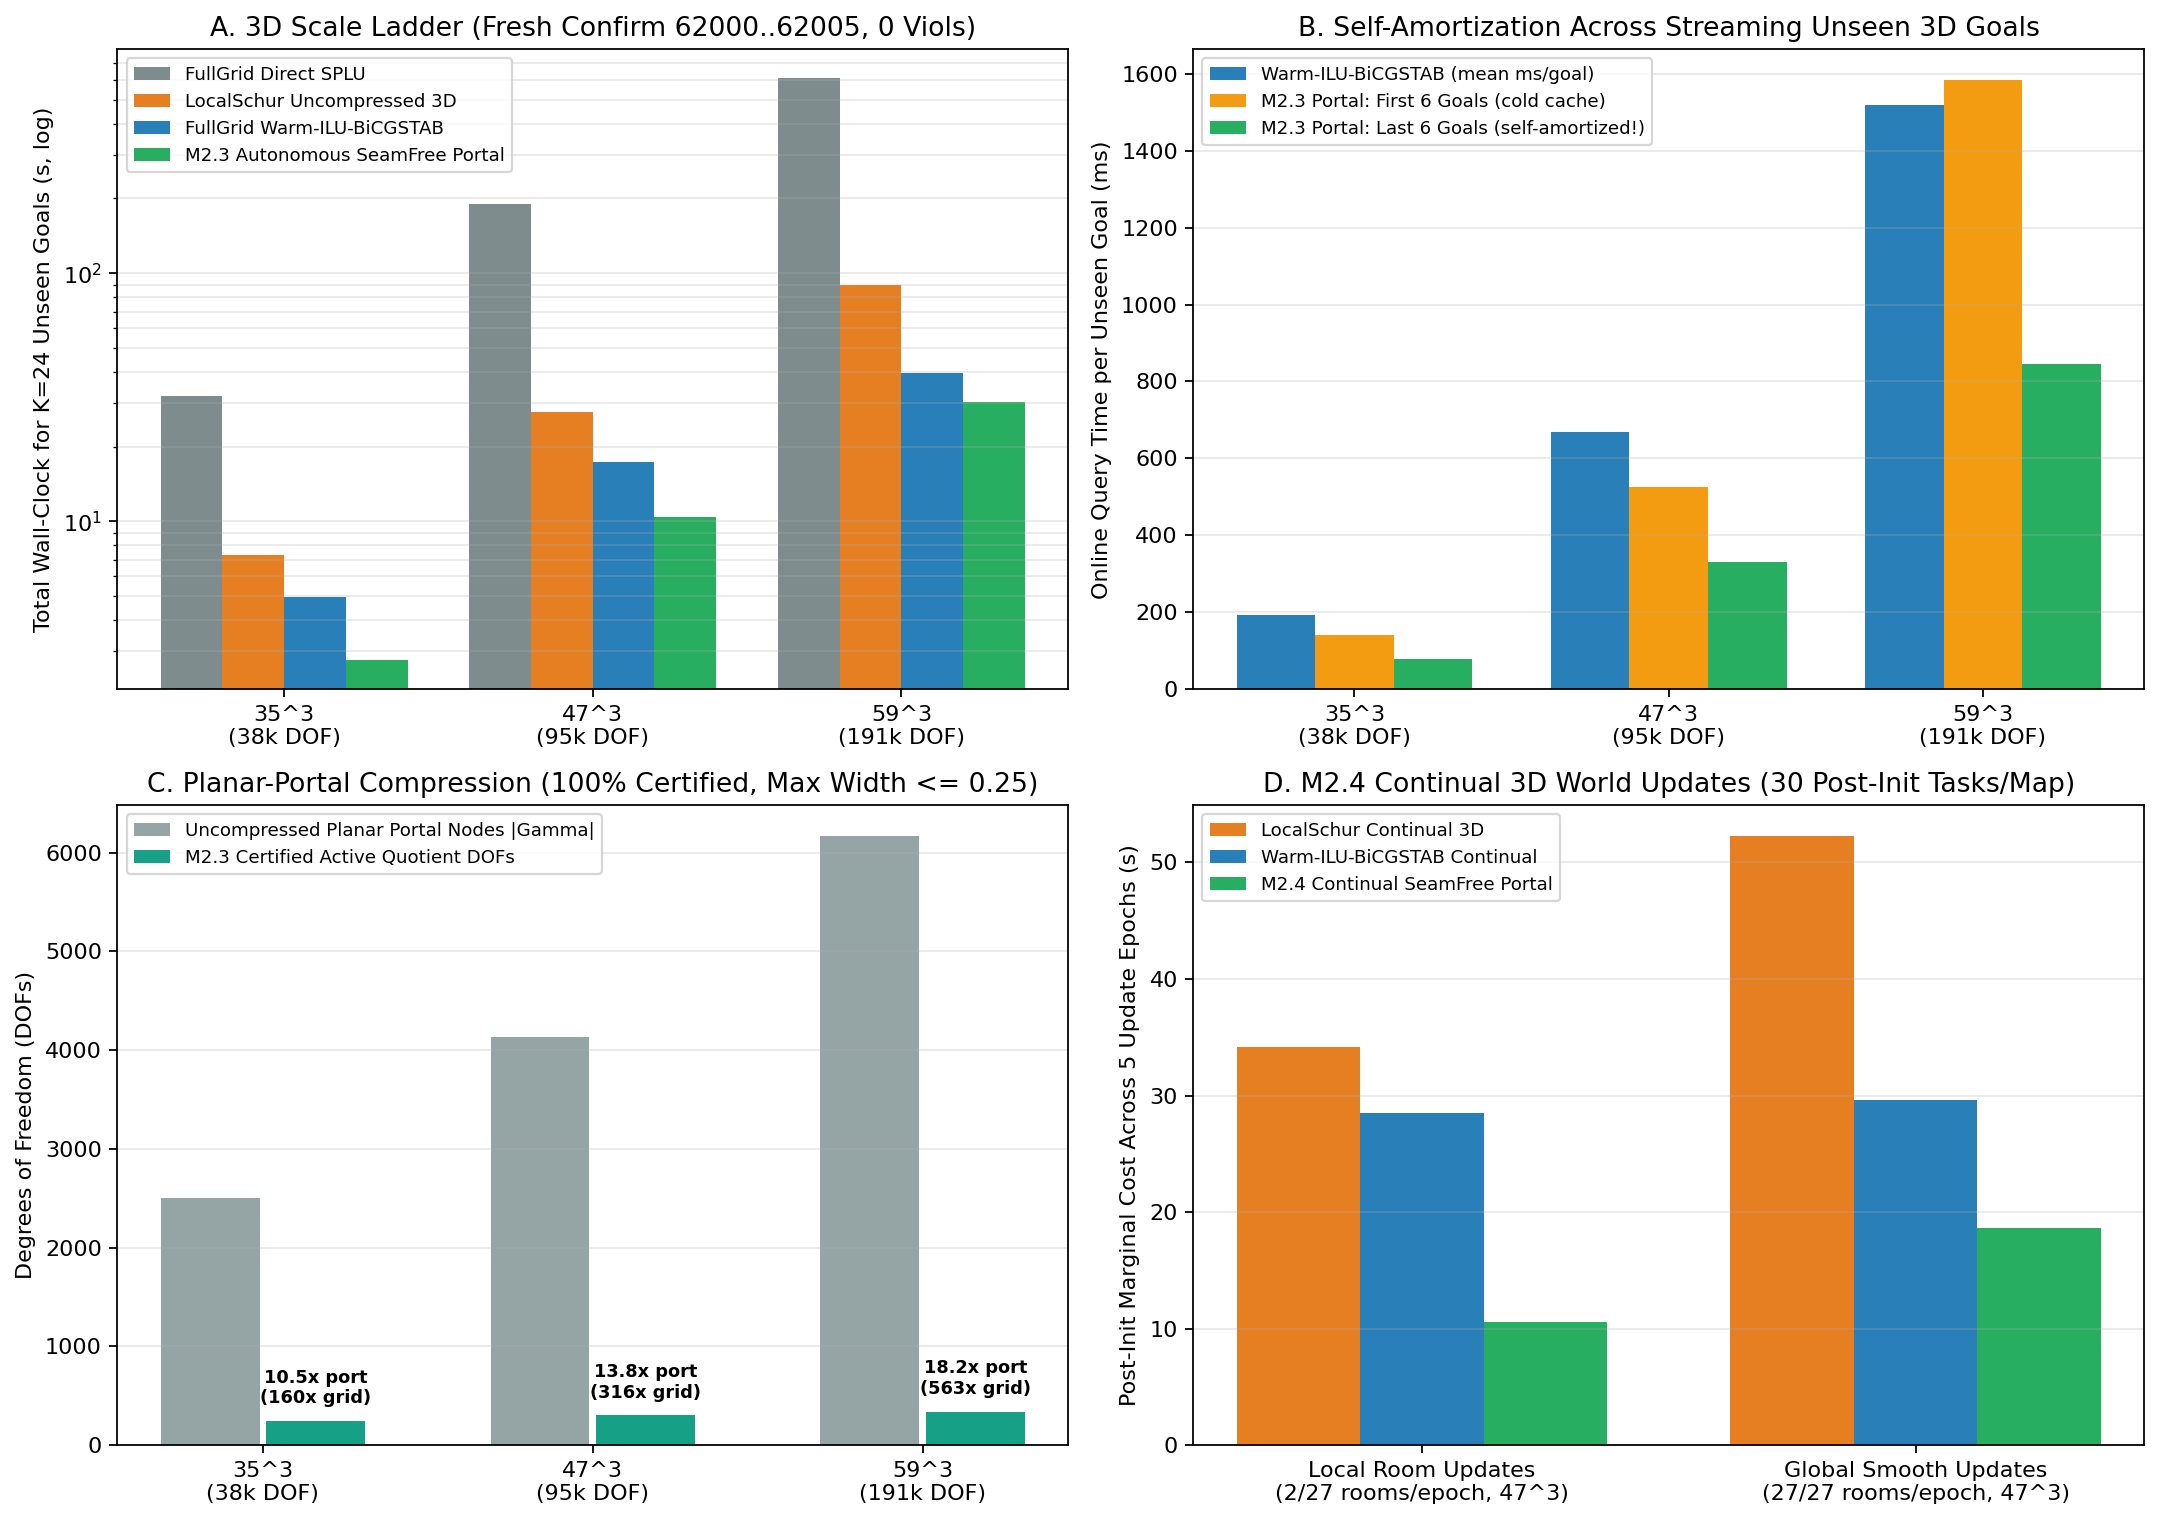 A. 3D Scale Ladder (Fresh Confirm 62000..62005, 0 Viols)
FullGrid Direct SPLU
LocalSchur Uncompressed 3D
FullGrid Warm-ILU-BiCGSTAB
M2.3 Autonomous SeamFree Portal
Total Wall-Clock for K=24 Unseen Goals (s, log)
10²
10¹
35^3
(38k DOF)
47^3
(95k DOF)
59^3
(191k DOF)
B. Self-Amortization Across Streaming Unseen 3D Goals
Warm-ILU-BiCGSTAB (mean ms/goal)
M2.3 Portal: First 6 Goals (cold cache)
M2.3 Portal: Last 6 Goals (self-amortized!)
Online Query Time per Unseen Goal (ms)
1600
1400
1200
1000
800
600
400
200
0
35^3
(38k DOF)
47^3
(95k DOF)
59^3
(191k DOF)
C. Planar-Portal Compression (100% Certified, Max Width <= 0.25)
Uncompressed Planar Portal Nodes |Gamma|
M2.3 Certified Active Quotient DOFs
Degrees of Freedom (DOFs)
6000
5000
4000
3000
2000
1000
0
10.5x port
(160x grid)
13.8x port
(316x grid)
18.2x port
(563x grid)
35^3
(38k DOF)
47^3
(95k DOF)
59^3
(191k DOF)
D. M2.4 Continual 3D World Updates (30 Post-Init Tasks/Map)
LocalSchur Continual 3D
Warm-ILU-BiCGSTAB Continual
M2.4 Continual SeamFree Portal
Post-Init Marginal Cost Across 5 Update Epochs (s)
50
40
30
20
10
0
Local Room Updates
(2/27 rooms/epoch, 47^3)
Global Smooth Updates
(27/27 rooms/epoch, 47^3)